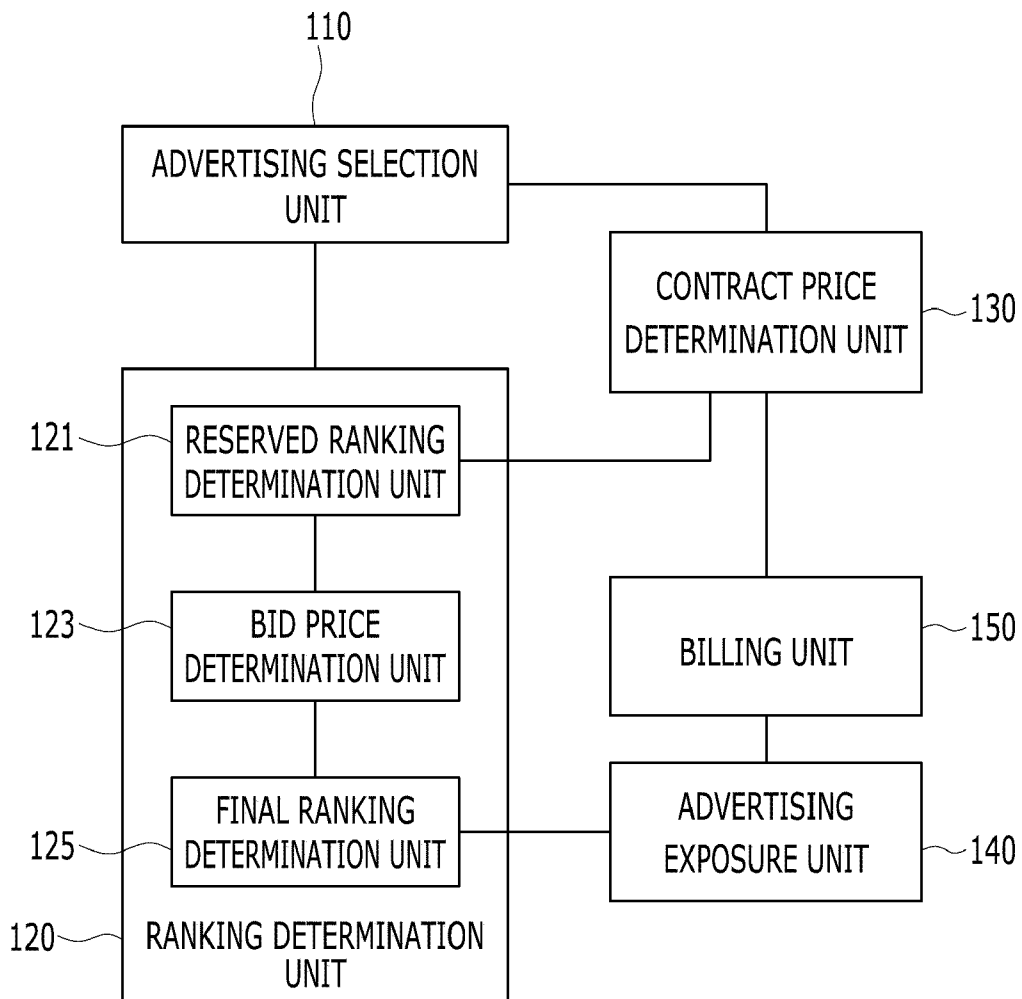 110
ADVERTISING SELECTION
UNIT
CONTRACT PRICE
DETERMINATION UNIT
130
121
RESERVED RANKING
DETERMINATION UNIT
123
BID PRICE
DETERMINATION UNIT
BILLING UNIT
150
125
FINAL RANKING
DETERMINATION UNIT
ADVERTISING
EXPOSURE UNIT
140
120
RANKING DETERMINATION
UNIT